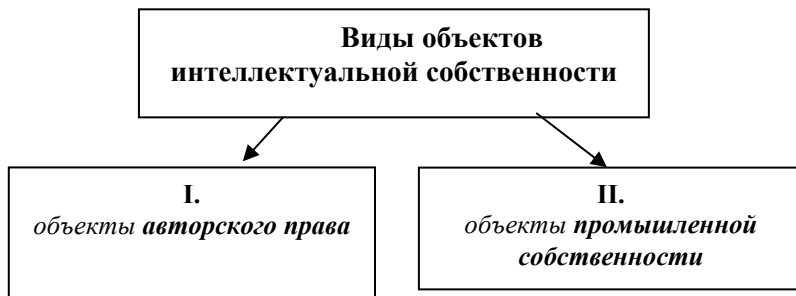 Виды объектов
интеллектуальной собственности
I.
объекты авторского права
II.
объекты промышленной
собственности